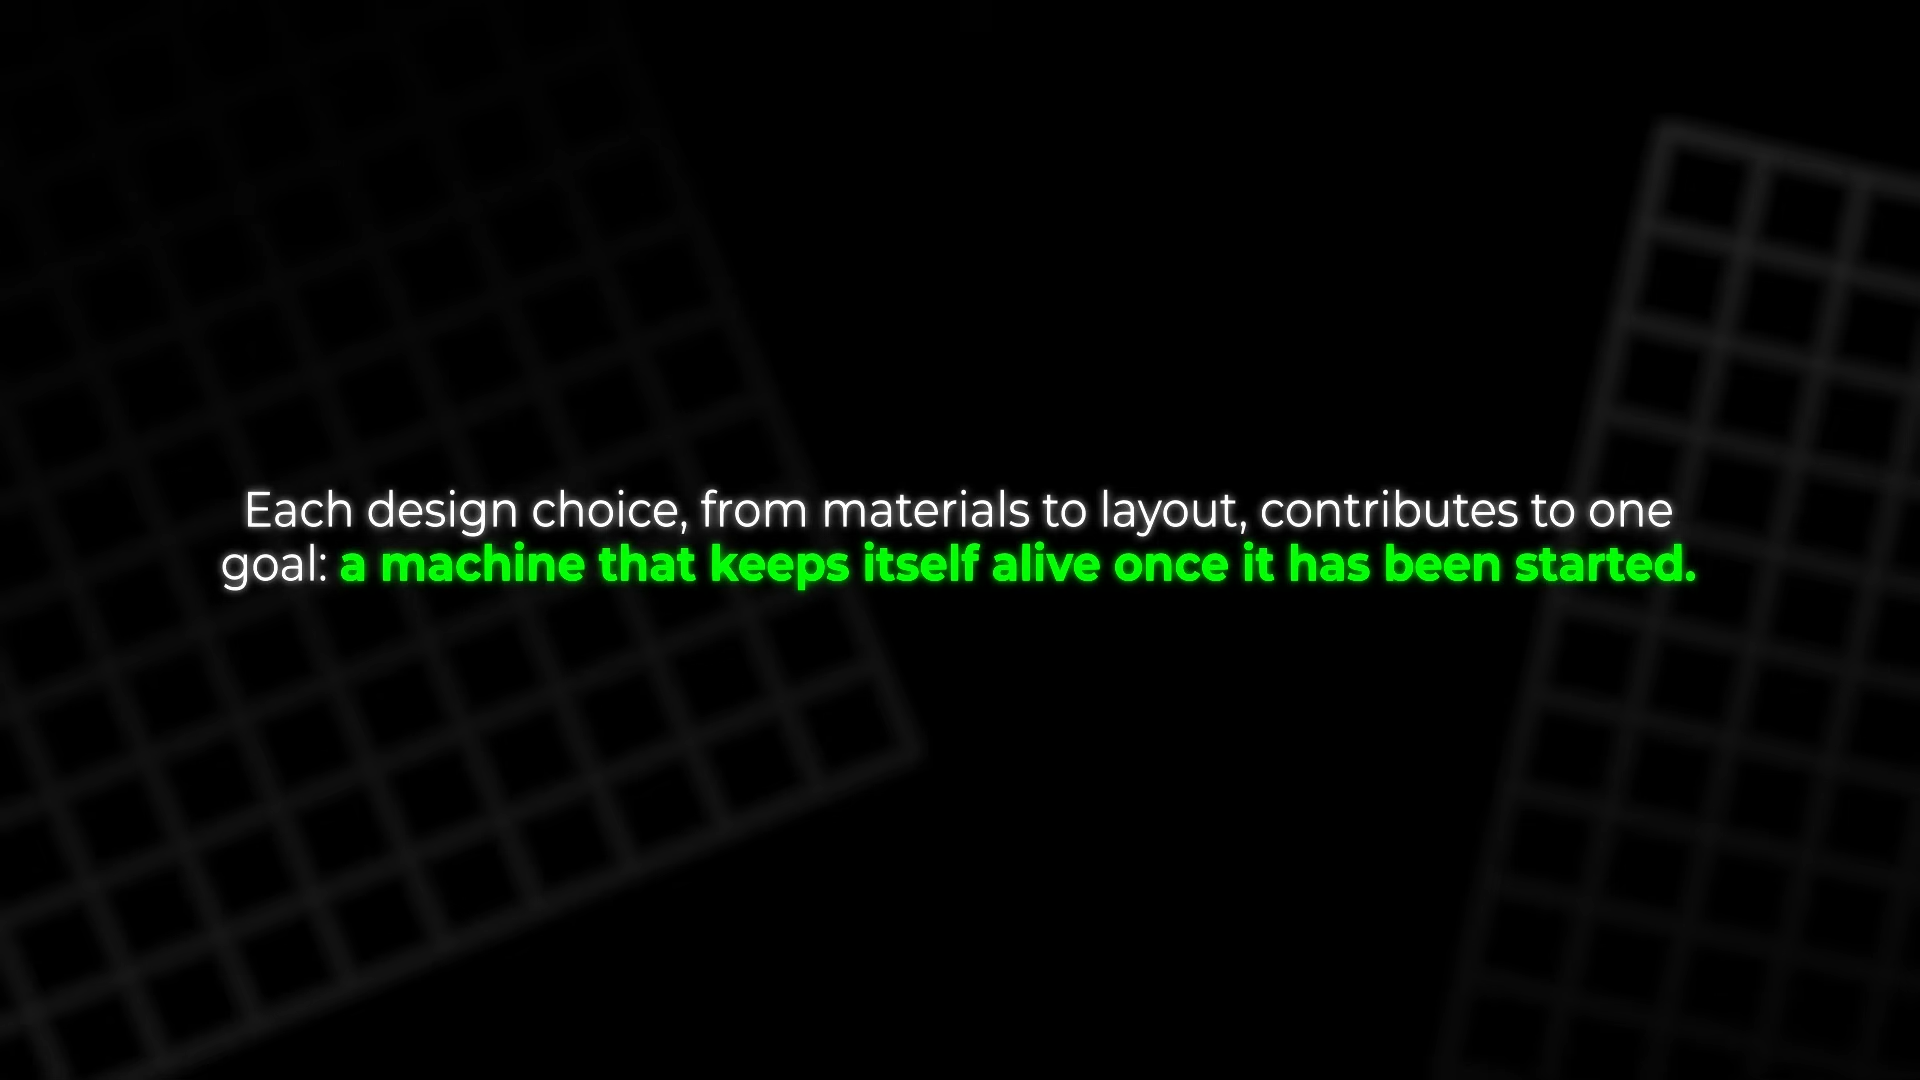 Each design choice, from materials to layout, contributes to one
goal: a machine that keeps itself alive once it has been started.